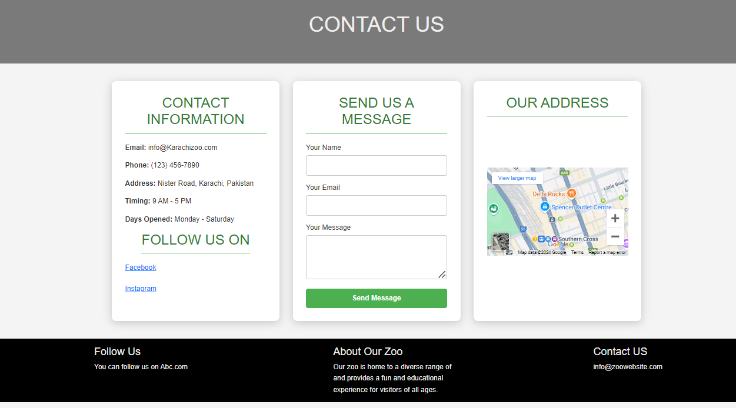 CONTACT US
CONTACT
INFORMATION
Email: info@Karachizoo.com
Phone: (123) 456-7890
Address: Nister Road, Karachi, Pakistan
Timing: 9 AM - 5 PM
Days Opened: Monday - Saturday
FOLLOW US ON
Facebook
Instagram
SEND US A
MESSAGE
Your Name
Your Email
Your Message
Send Message
OUR ADDRESS
View larger map
Spencer Outlet Centre
Southern Cross
Google
Map data ©2024 Google Terms Report a map error
Follow Us
You can follow us on Abc.com
About Our Zoo
Our zoo is home to a diverse range of
and provides a fun and educational
experience for visitors of all ages.
Contact US
info@zoowebsite.com